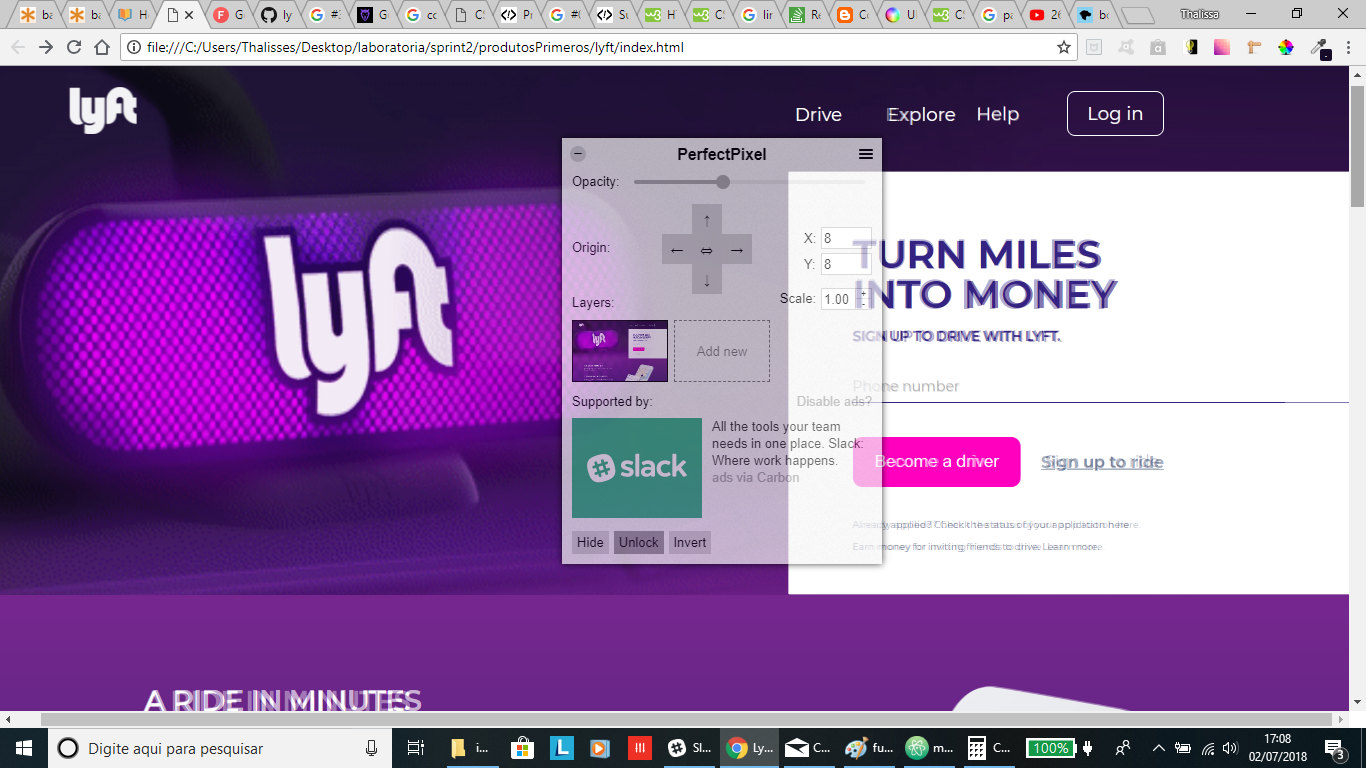 ba
ba
H
G
ly
#:
G
cc
C:
P
#(
Su
H
C:
lir
Re
C
U
C:
pa
26
bo
Thalissa
file:///C:/Users/Thalisses/Desktop/laboratoria/sprint2/produtosPrimeros/lyft/index.html
lyft
Drive
Explore
Help
Log in
PerfectPixel
Opacity:
Origin:
X: 8
Y: 8
Layers:
Scale: 1.00
Add new
Supported by:
Disable ads?
slack
All the tools your team
needs in one place. Slack:
Where work happens.
ads via Carbon
Hide
Unlock
Invert
lyft
TURN MILES
INTO MONEY
SIGN UP TO DRIVE WITH LYFT.
Phone number
Become a driver
Sign up to ride
Already applied? Check the status of your application here.
Earn money for inviting friends to drive. Learn more.
A RIDE IN MINUTES
Digite aqui para pesquisar
i...
Sl...
Ly...
C...
fu...
m...
C...
100%
17:08
02/07/2018
3